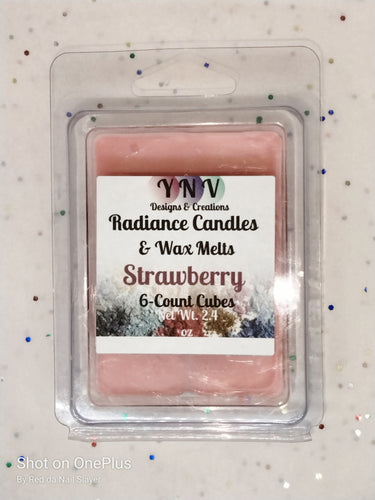 YNV
Designs & Creations
Radiance Candles
& Wax Melts
Strawberry
6-Count Cubes
Net Wt. 2.4
oz
Shot on OnePlus
By Red da Nail Slayer